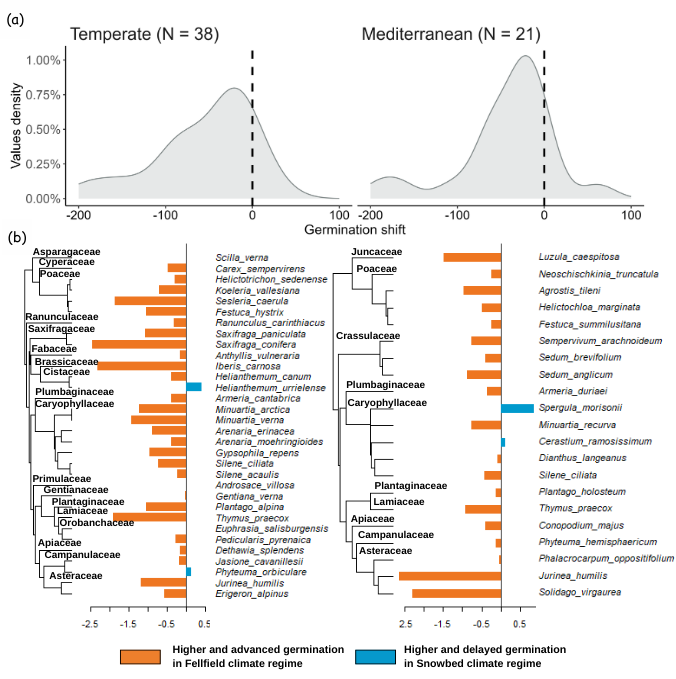 (a)
Temperate (N = 38)
Mediterranean (N = 21)
Values density
1.00%
0.75%
0.50%
0.25%
0.00%
-200
-100
0
100
-200
-100
0
100
Germination shift
(b)
Asparagaceae
Cyperaceae
Poaceae
Ranunculaceae
Saxifragaceae
Fabaceae
Brassicaceae
Cistaceae
Plumbaginaceae
Caryophyllaceae
Primulaceae
Gentianaceae
Plantaginaceae
Lamiaceae
Orobanchaceae
Apiaceae
Campanulaceae
Asteraceae
Scilla_verna
Carex_sempervirens
Helictotrichon_sedenense
Koeleria_vallesiana
Sesleria_caerula
Festuca_hystrix
Ranunculus_carinthiacus
Saxifraga_paniculata
Saxifraga_conifera
Anthyllis_vulneraria
Iberis_carnosa
Helianthemum_canum
Helianthemum_urrielense
Armeria_cantabrica
Minuartia_arctica
Minuartia_verna
Arenaria_erinacea
Arenaria_moehringioides
Gypsophila_repens
Silene_ciliata
Silene_acaulis
Androsace_villosa
Gentiana_verna
Plantago_alpina
Thymus_praecox
Euphrasia_salisburgensis
Pedicularis_pyrenaica
Dethawia_splendens
Jasione_cavanillesii
Phyteuma_orbiculare
Jurinea_humilis
Erigeron_alpinus
-2.5
-1.5
-0.5
0.5
Juncaceae
Poaceae
Crassulaceae
Plumbaginaceae
Caryophyllaceae
Plantaginaceae
Lamiaceae
Apiaceae
Campanulaceae
Asteraceae
Luzula_caespitosa
Neoschischkinia_truncatula
Agrostis_tileni
Helictochloa_marginata
Festuca_summilusitana
Sempervivum_arachnoideum
Sedum_brevifolium
Sedum_anglicum
Armeria_duriaei
Spergula_morisonii
Minuartia_recurva
Cerastium_ramosissimum
Dianthus_langeanus
Silene_ciliata
Plantago_holosteum
Thymus_praecox
Conopodium_majus
Phyteuma_hemisphaericum
Phalacrocarpum_oppositifolium
Jurinea_humilis
Solidago_virgaurea
2.5
-1.5
-0.5
0.5
Higher and advanced germination
in Fellfield climate regime
Higher and delayed germination
in Snowbed climate regime